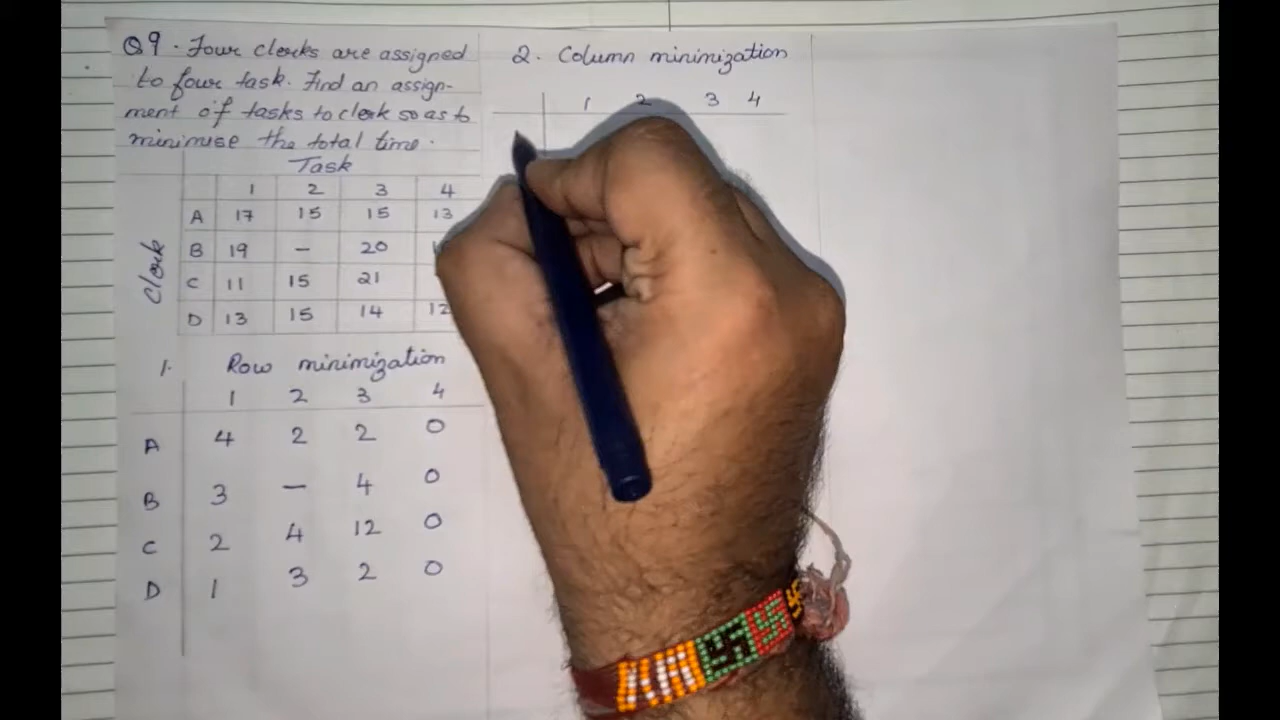 Q9. Four clerks are assigned
to four task. Find an assign-
ment of tasks to clerk so as to
minimise the total time.
Task
1 2 3 4
A 17 15 15 13
B 19 - 20
Clerk
C 11 15 21
D 13 15 14 12
1. Row minimization
1 2 3 4
A 4 2 2 0
B 3 - 4 0
C 2 4 12 0
D 1 3 2 0
2. Column minimization
1 2 3 4